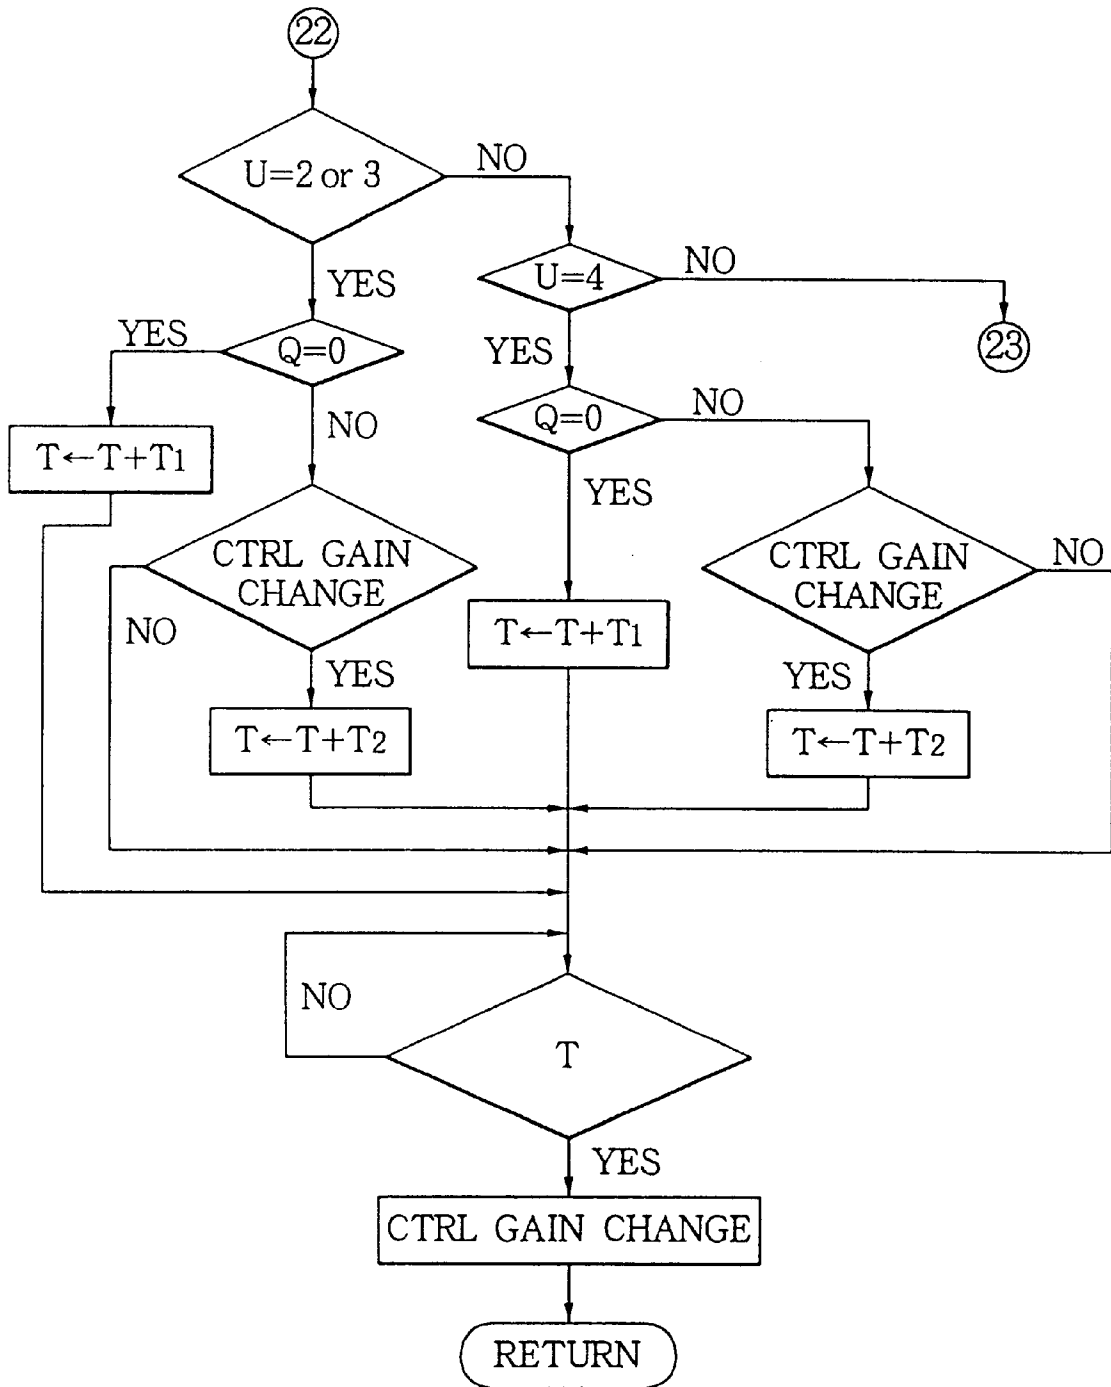 22
U=2 or 3
NO
YES
U=4
NO
23
YES
Q=0
YES
Q=0
NO
NO
T←T+T1
YES
CTRL GAIN
CHANGE
NO
CTRL GAIN
CHANGE
NO
T←T+T1
YES
T←T+T2
YES
T←T+T2
NO
T
YES
CTRL GAIN CHANGE
RETURN